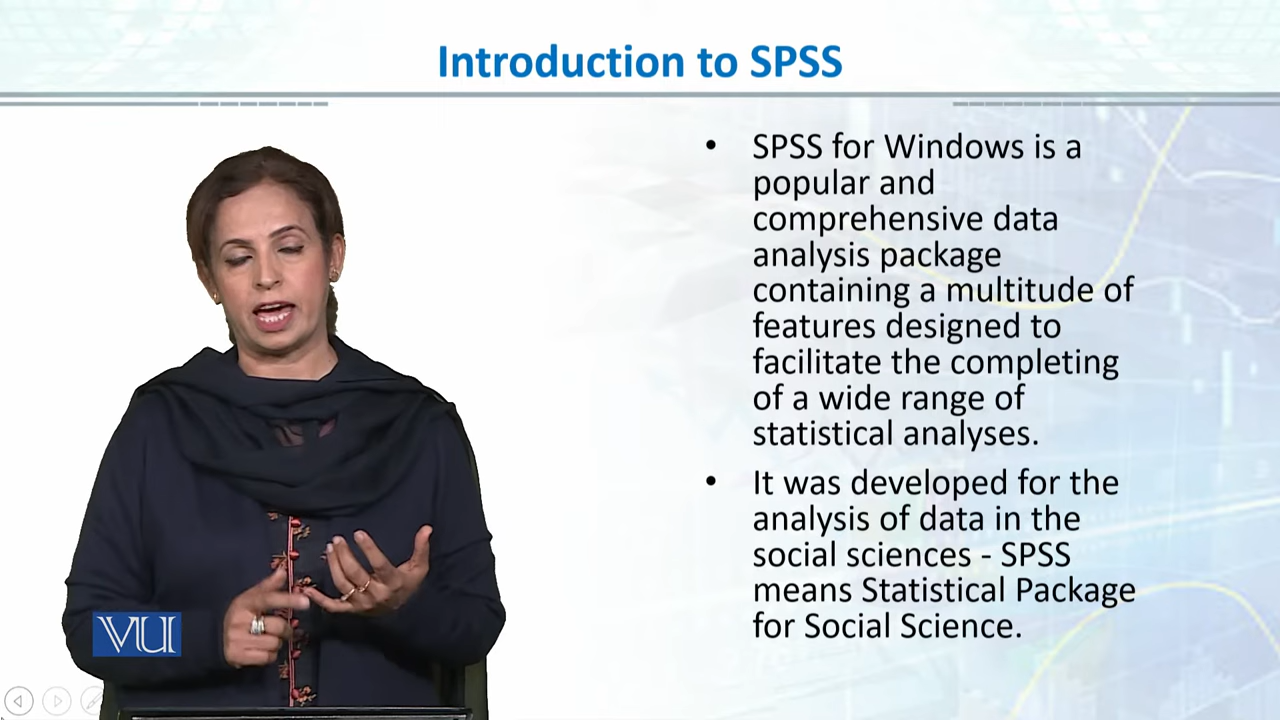 Introduction to SPSS
• SPSS for Windows is a
popular and
comprehensive data
analysis package
containing a multitude of
features designed to
facilitate the completing
of a wide range of
statistical analyses.
• It was developed for the
analysis of data in the
social sciences - SPSS
means Statistical Package
for Social Science.
VU